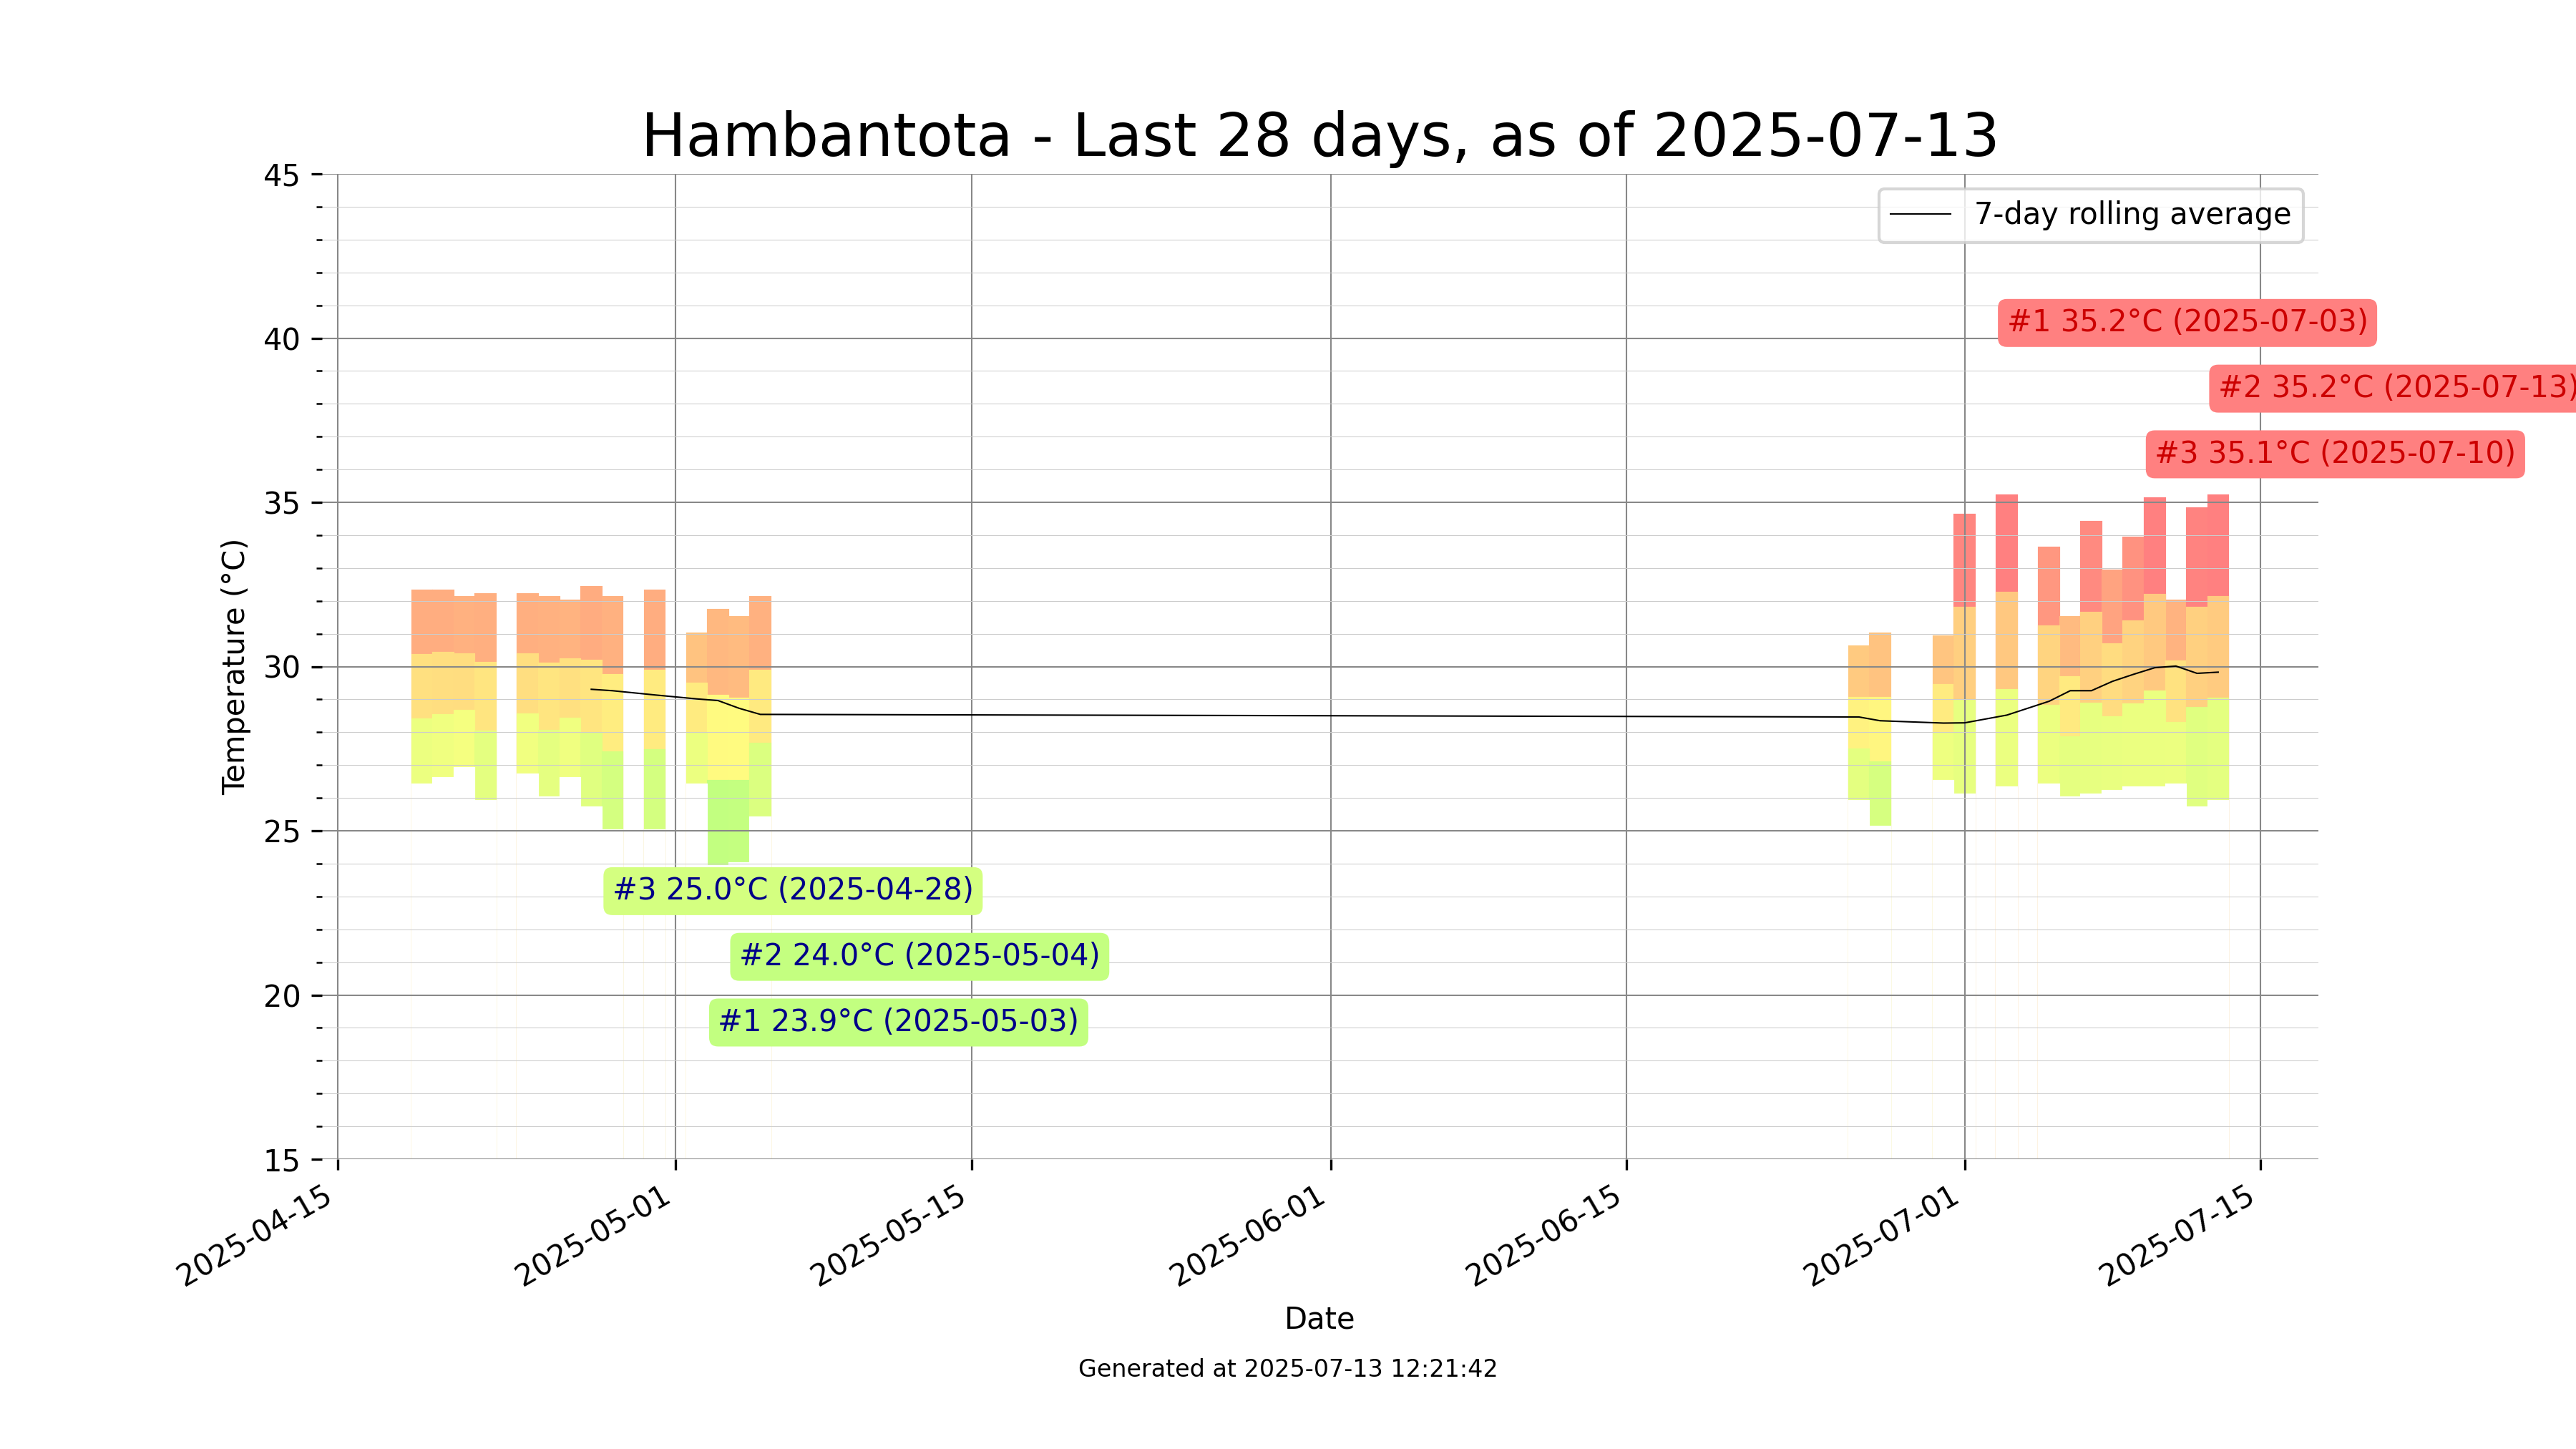 Hambantota - Last 28 days, as of 2025-07-13
45
40
35
30
25
20
15
Temperature (°C)
7-day rolling average
#1 35.2°C (2025-07-03)
#2 35.2°C (2025-07-13)
#3 35.1°C (2025-07-10)
#3 25.0°C (2025-04-28)
#2 24.0°C (2025-05-04)
#1 23.9°C (2025-05-03)
2025-04-15
2025-05-01
2025-05-15
2025-06-01
2025-06-15
2025-07-01
2025-07-15
Date
Generated at 2025-07-13 12:21:42